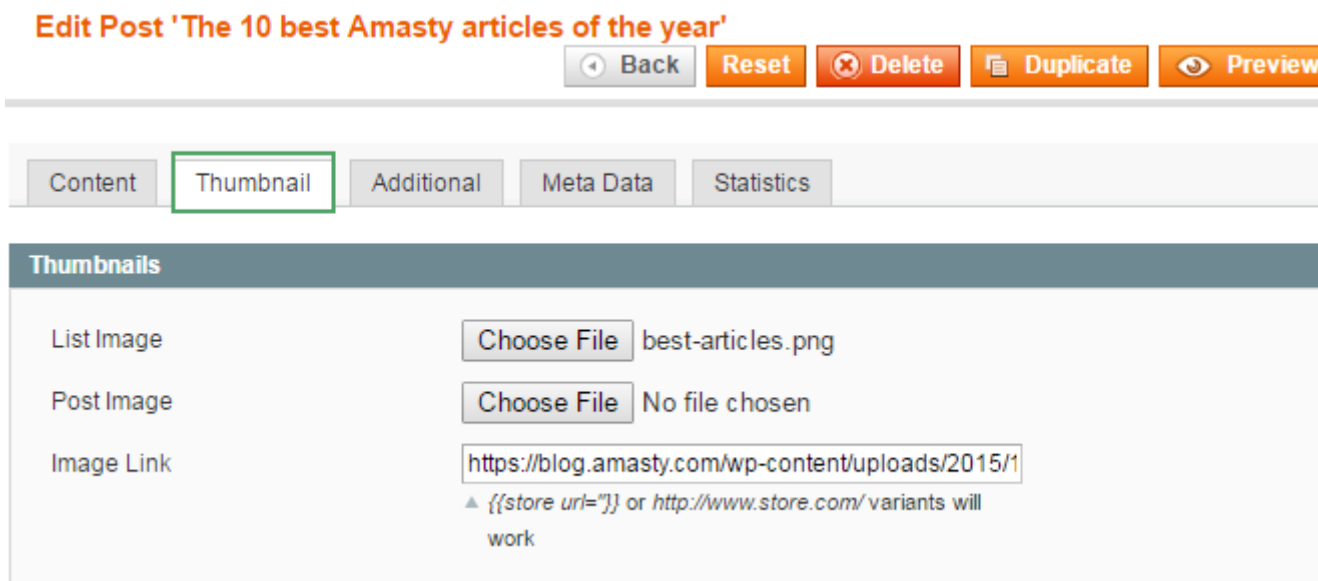 Edit Post 'The 10 best Amasty articles of the year'
Back Reset Delete Duplicate Preview
Content Thumbnail Additional Meta Data Statistics
Thumbnails
List Image Choose File best-articles.png
Post Image Choose File No file chosen
Image Link https://blog.amasty.com/wp-content/uploads/2015/1
{{store url=''}} or http://www.store.com/ variants will
work